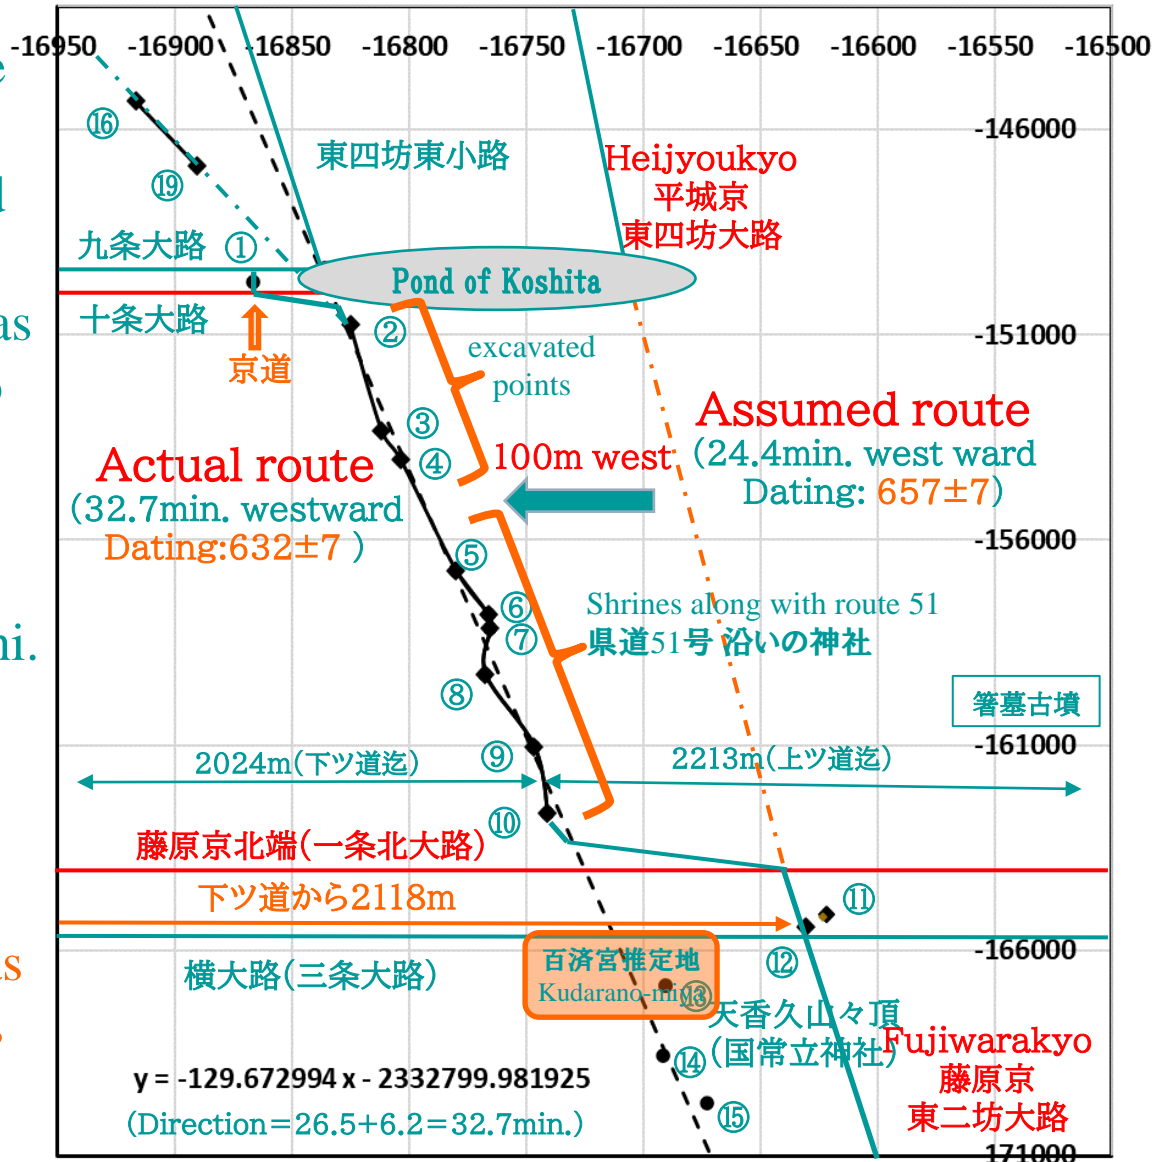 -16950 -16900 -16850 -16800 -16750 -16700 -16650 -16600 -16550 -16500
e
⑯
-146000
東四坊東小路
Heijyoukyo
平城京
東四坊大路
⑲
d
九条大路
①
Pond of Koshita
十条大路
as
②
-151000
京道
excavated
points
③
④
Assumed route
(24.4min. west ward
Dating: 657±7)
100m west
Actual route
(32.7min. westward
Dating:632±7 )
-156000
⑤
⑥
⑦
Shrines along with route 51
県道51号 沿いの神社
ni.
⑧
箸墓古墳
⑨
-161000
2024m(下ツ道迄)
2213m(上ツ道迄)
⑩
藤原京北端(一条北大路)
下ツ道から2118m
⑪
-166000
as
横大路(三条大路)
百済宮推定地
Kudarano-miya
⑫
⑬
天香久山々頂
(国常立神社)
⑭
Fujiwarakyo
藤原京
東二坊大路
y = -129.672994 x - 2332799.981925
(Direction=26.5+6.2=32.7min.)
⑮
171000